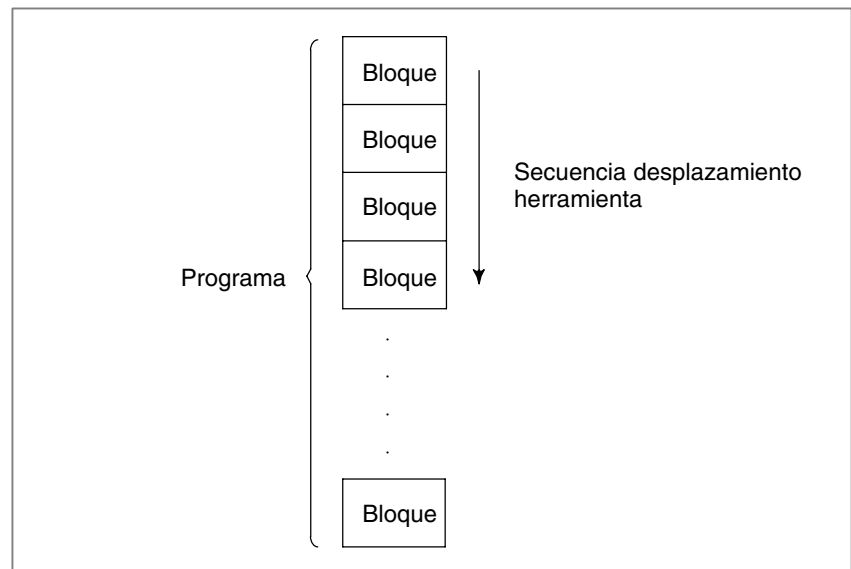 Bloque
Bloque
Secuencia desplazamiento
herramienta
Bloque
Programa
Bloque
.
.
.
.
Bloque